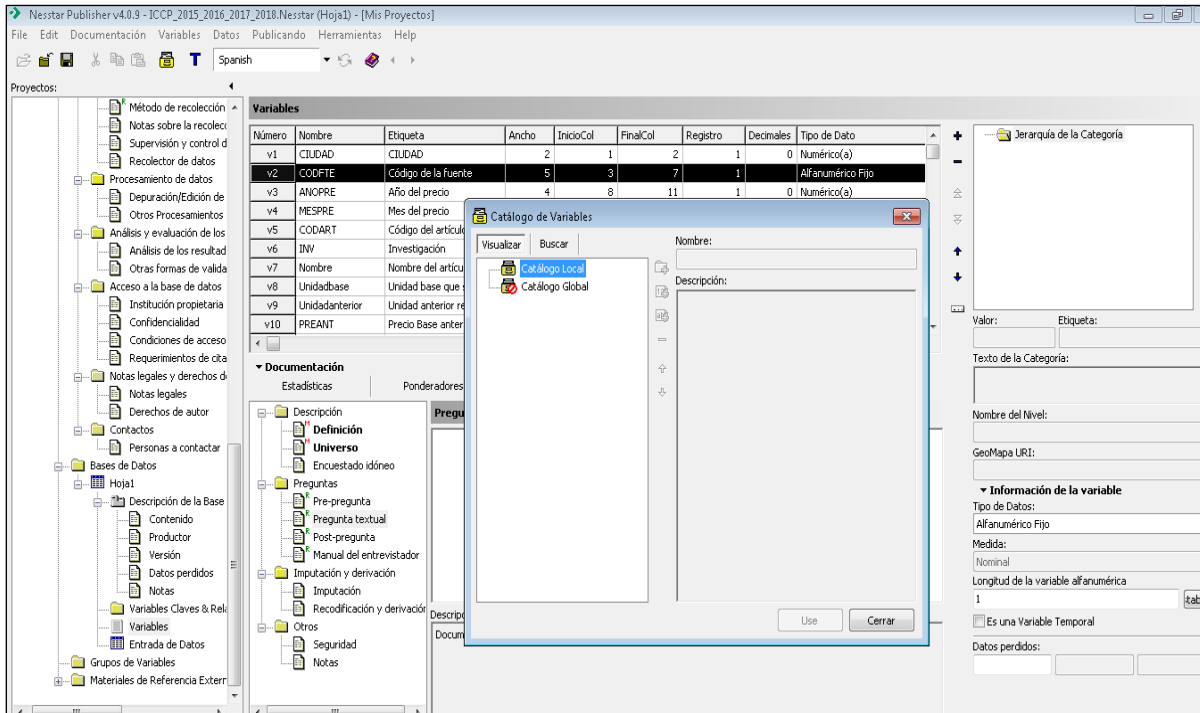 Nesstar Publisher v4.0.9 - ICCP_2015_2016_2017_2018.Nesstar (Hoja1) - [Mis Proyectos]
File Edit Documentación Variables Datos Publicando Herramientas Help
T Spanish
Proyectos:
Método de recolección
Notas sobre la recolecc
Supervisión y control d
Recolector de datos
Procesamiento de datos
Depuración/Edición de
Otros Procesamientos
Análisis y evaluación de los
Análisis de los resultad
Otras formas de valida
Acceso a la base de datos
Institución propietaria
Confidencialidad
Condiciones de acceso
Requerimientos de cita
Notas legales y derechos d
Notas legales
Derechos de autor
Contactos
Personas a contactar
Bases de Datos
Hoja1
Descripción de la Base
Contenido
Productor
Versión
Datos perdidos
Notas
Variables Claves & Rela
Variables
Entrada de Datos
Grupos de Variables
Materiales de Referencia Extern
Variables
Número Nombre Etiqueta Ancho InicioCol FinalCol Registro Decimales Tipo de Dato
v1 CIUDAD CIUDAD 2 1 2 1 0 Numérico(a)
v2 CODFTE Código de la fuente 5 3 7 1 Alfanumérico Fijo
v3 ANOPRE Año del precio 4 8 11 1 0 Numérico(a)
v4 MESPRE Mes del precio
v5 CODART Código del artículo
v6 INV Investigación
v7 Nombre Nombre del artícu
v8 Unidadbase Unidad base que s
v9 Unidadanterior Unidad anterior re
v10 PREANT Precio Base anter
Documentación
Estadísticas Ponderadores
Descripción
M Definición
M Universo
Encuestado idóneo
Preguntas
R Pre-pregunta
R Pregunta textual
R Post-pregunta
R Manual del entrevistador
Imputación y derivación
Imputación
Recodificación y derivación
Otros
Seguridad
Notas
Pregu
Descripc
Docum
Catálogo de Variables
Visualizar Buscar
Catálogo Local
Catálogo Global
Nombre:
Descripción:
Use Cerrar
Jerarquía de la Categoría
Valor: Etiqueta:
Texto de la Categoría:
Nombre del Nivel:
GeoMapa URI:
Información de la variable
Tipo de Datos:
Alfanumérico Fijo
Medida:
Nominal
Longitud de la variable alfanumérica
1 tab
Es una Variable Temporal
Datos perdidos: